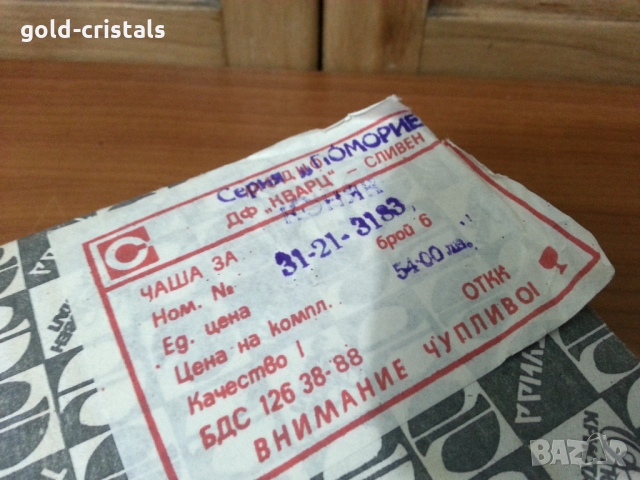 gold-cristals
Серия „ПОМОРИЕ
ДФ „КВАРЦ" – СЛИВЕН
ЧАША ЗА
Ном. № 31-21-3183
Ед. цена брой 6
Цена на компл. 54·00 лв.
Качество I ОТКК
БДС 126 38-88
ВНИМАНИЕ ЧУПЛИВО!
bazar